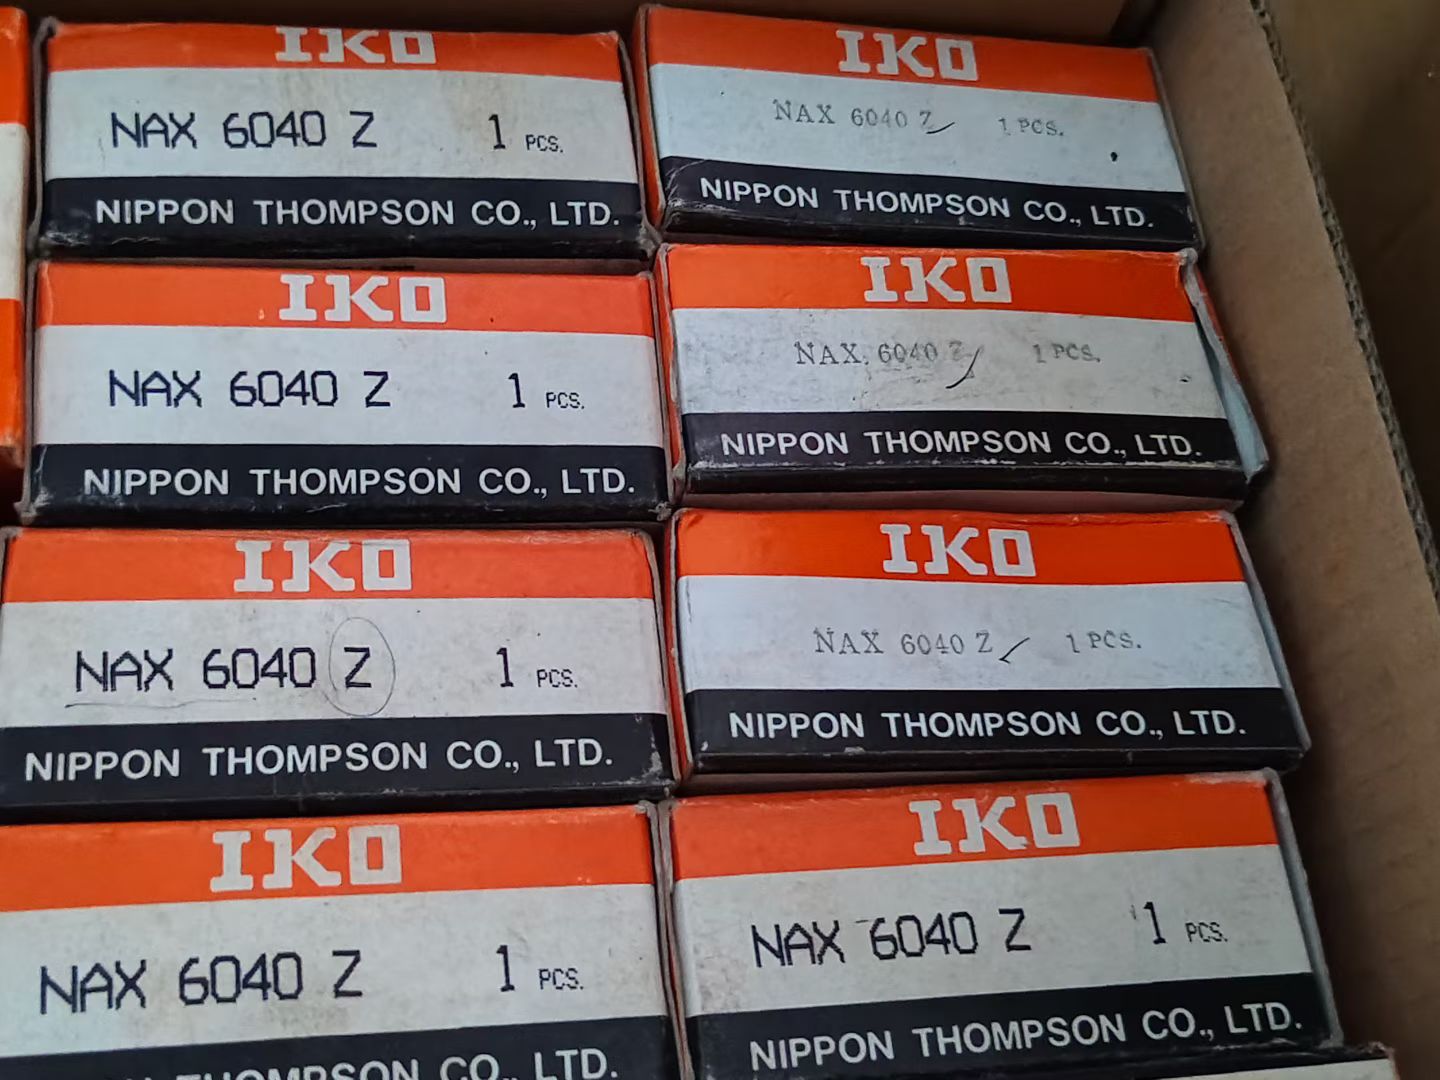 IKO
NAX 6040 Z 1 PCS.
NIPPON THOMPSON CO., LTD.
IKO
NAX 6040 Z 1 PCS.
NIPPON THOMPSON CO., LTD.
IKO
NAX 6040 Z 1 PCS.
NIPPON THOMPSON CO., LTD.
IKO
NAX 6040 Z 1 PCS.
NIPPON THOMPSON CO., LTD.
IKO
NAX 6040 Z 1 PCS.
NIPPON THOMPSON CO., LTD.
IKO
NAX 6040 Z 1 PCS.
NIPPON THOMPSON CO., LTD.
IKO
NAX 6040 Z 1 PCS.
THOMPSON CO., LTD.
IKO
NAX 6040 Z 1 PCS.
NIPPON THOMPSON CO., LTD.